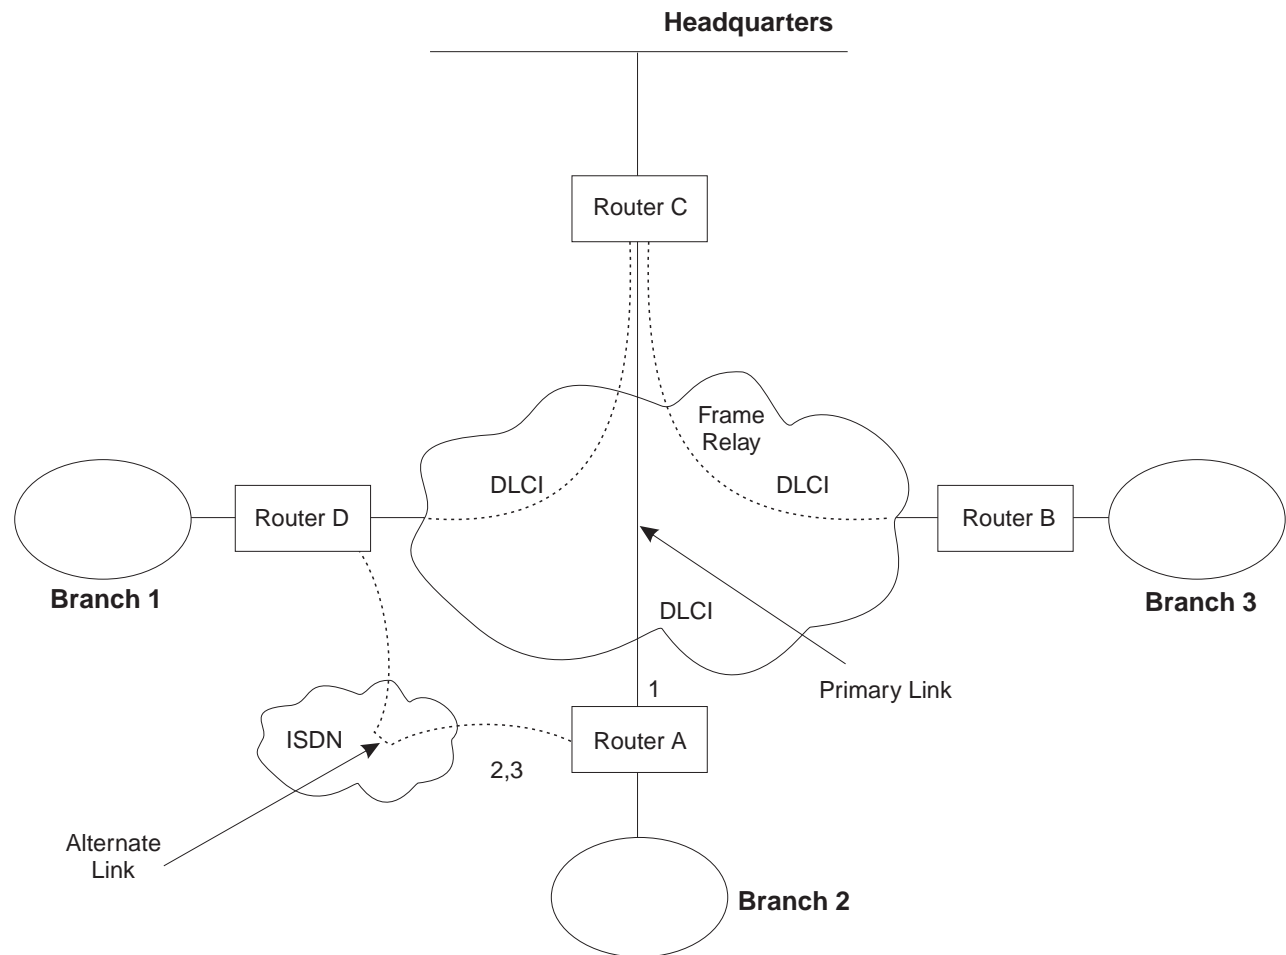 Headquarters
Router C
Frame
Relay
DLCI
DLCI
Router D
Router B
Branch 1
Branch 3
DLCI
Primary Link
1
ISDN
Router A
2,3
Alternate
Link
Branch 2